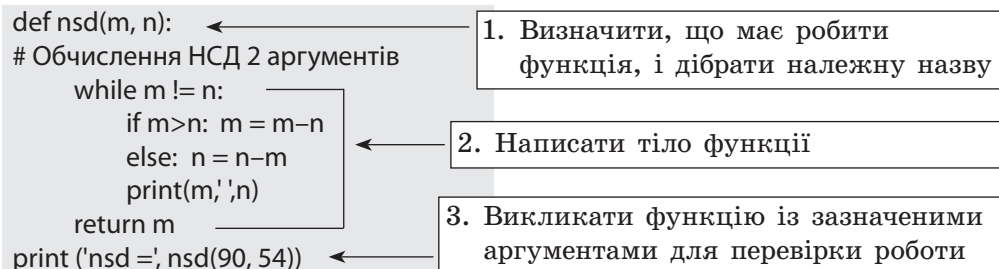 def nsd(m, n):
# Обчислення НСД 2 аргументів
while m != n:
if m>n: m = m–n
else: n = n–m
print(m,' ',n)
return m
print ('nsd =', nsd(90, 54))
1. Визначити, що має робити
функція, і дібрати належну назву
2. Написати тіло функції
3. Викликати функцію із зазначеними
аргументами для перевірки роботи